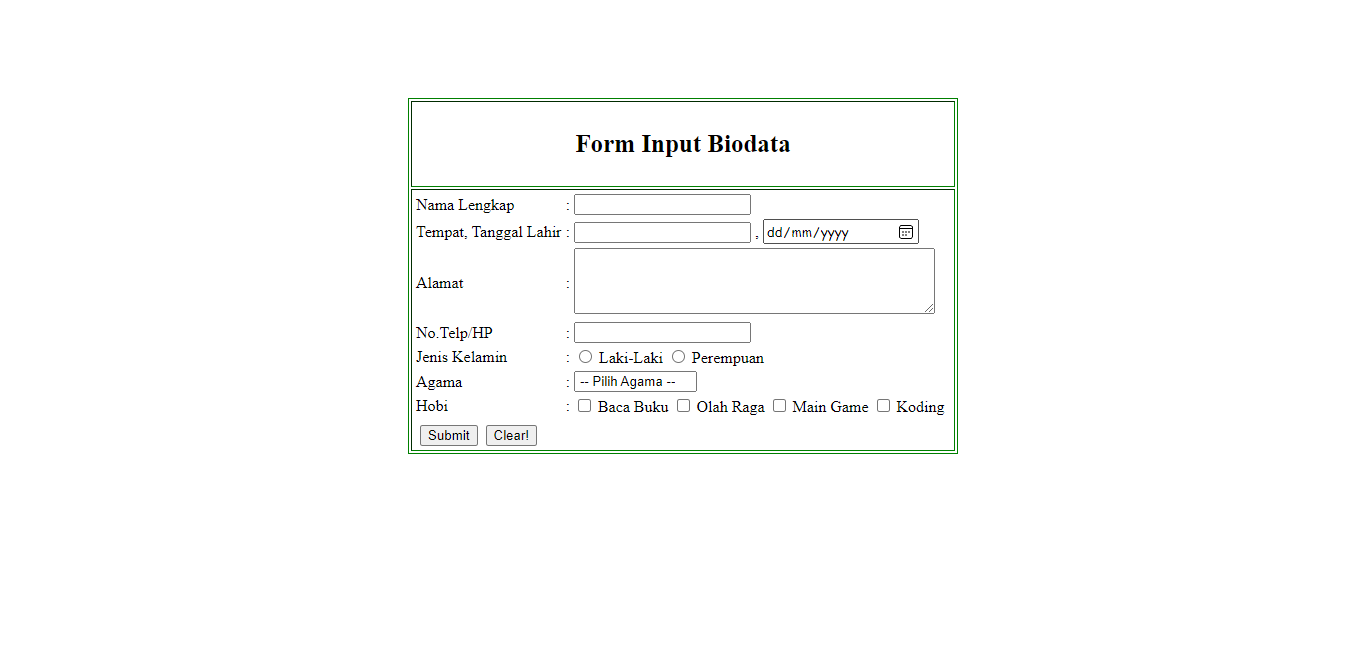 Form Input Biodata
Nama Lengkap :
Tempat, Tanggal Lahir : , dd/mm/yyyy
Alamat :
No.Telp/HP :
Jenis Kelamin : Laki-Laki Perempuan
Agama : -- Pilih Agama --
Hobi : Baca Buku Olah Raga Main Game Koding
Submit Clear!